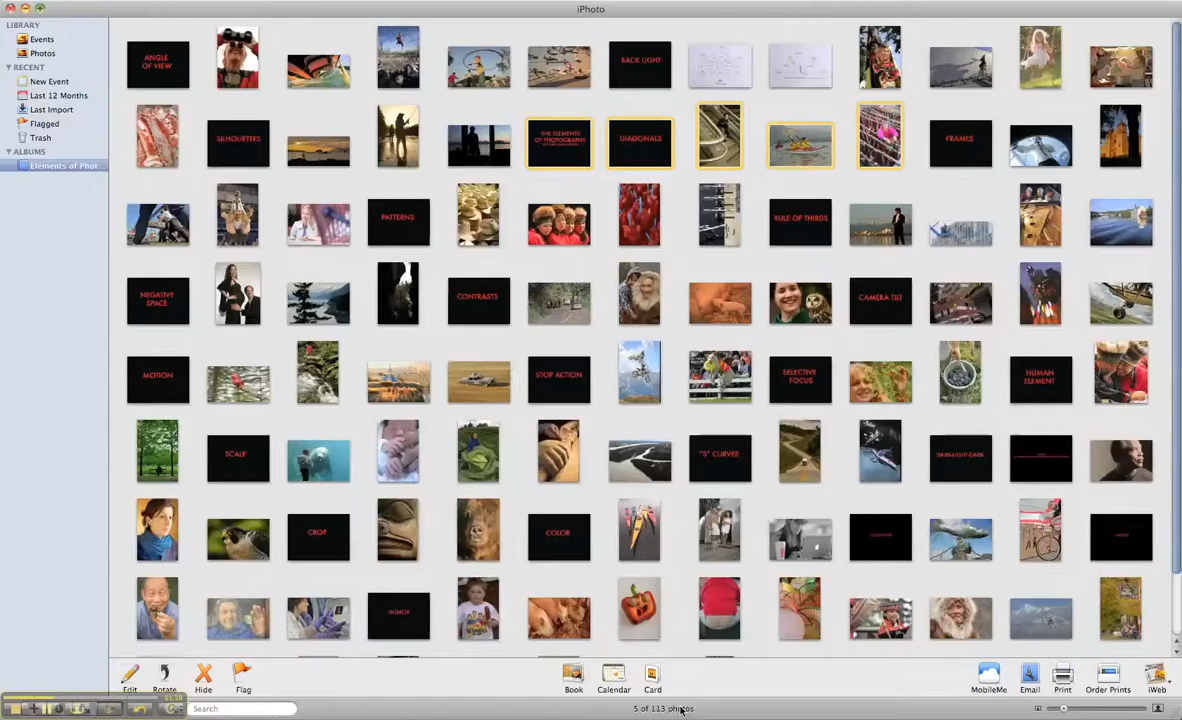 iPhoto
LIBRARY
Events
Photos
RECENT
New Event
Last 12 Months
Last Import
Flagged
Trash
ALBUMS
Elements of Phot
ANGLE
OF VIEW
BACK LIGHT
SILHOUETTES
THE ELEMENTS
OF PHOTOGRAPHY
DIAGONALS
FRAMES
PATTERNS
RULE OF THIRDS
NEGATIVE
SPACE
CONTRASTS
CAMERA TILT
MOTION
STOP ACTION
SELECTIVE
FOCUS
HUMAN
ELEMENT
SCALE
"S" CURVES
DARK-LIGHT-DARK
CROP
COLOR
HUMOR
Edit
Rotate
Hide
Flag
Book
Calendar
Card
MobileMe
Email
Print
Order Prints
iWeb
Search
5 of 113 photos